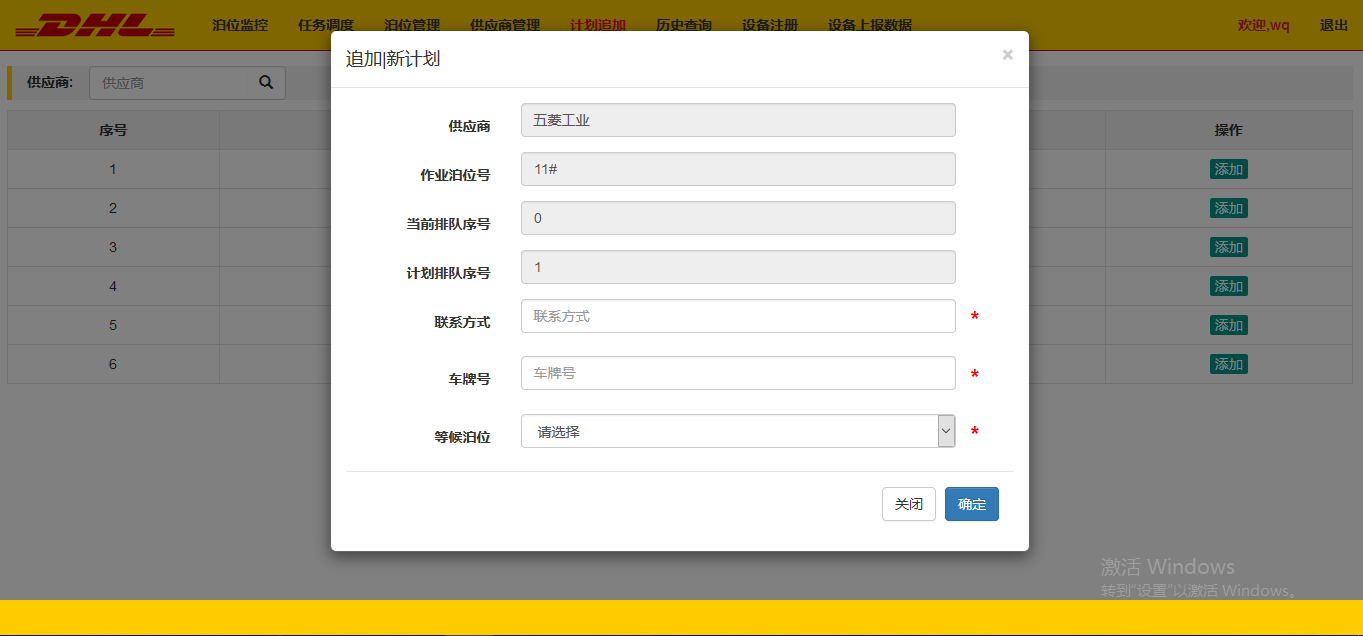 DHL 泊位监控 任务调度 泊位管理 供应商管理 计划追加 历史查询 设备注册 设备上报数据 欢迎,wq 退出
追加|新计划 ×
供应商: 供应商
供应商 五菱工业
序号 操作
作业泊位号 11#
1 添加
2 添加
当前排队序号 0
3 添加
计划排队序号 1
4 添加
联系方式 联系方式 *
5 添加
6 添加
车牌号 车牌号 *
等候泊位 请选择 *
关闭 确定
激活 Windows
转到“设置”以激活 Windows。